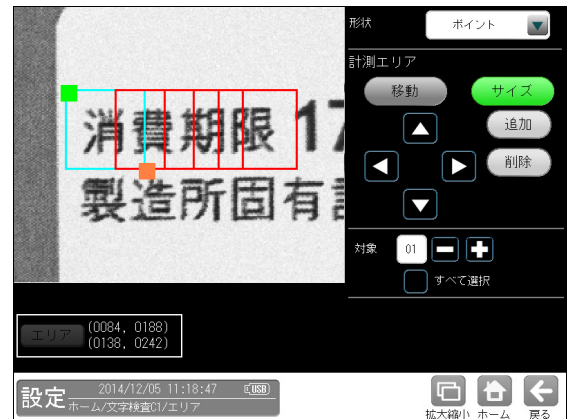 形状
ポイント
計測エリア
移動
サイズ
追加
削除
対象
01
すべて選択
消費期限 17
製造所固有記
エリア
(0084, 0188)
(0138, 0242)
設定
2014/12/05 11:18:47
USB
ホーム/文字検査01/エリア
拡大縮小
ホーム
戻る